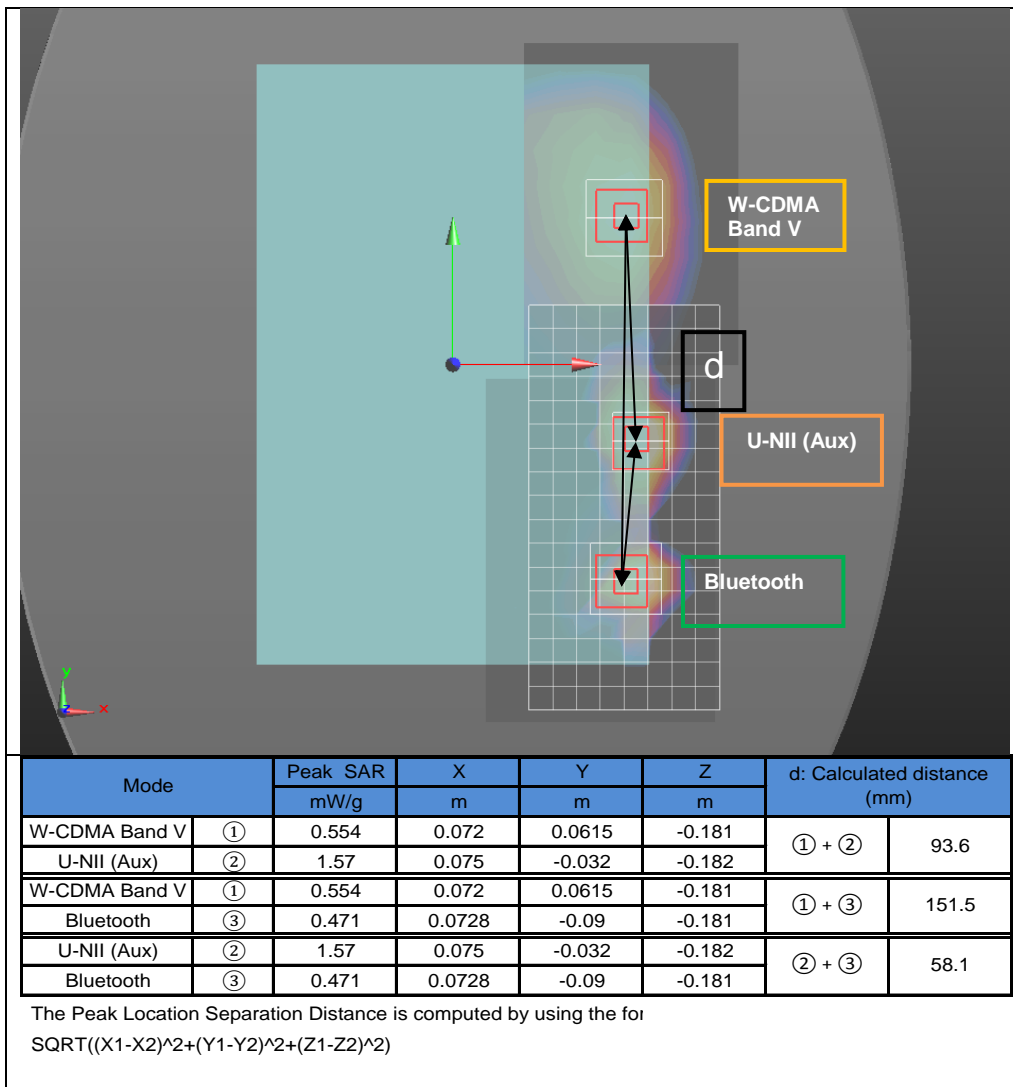 W-CDMA
Band V
d
U-NII (Aux)
Bluetooth
y
z
x
Mode Peak SAR X Y Z d: Calculated distance (mm)
mW/g m m m
W-CDMA Band V ① 0.554 0.072 0.0615 -0.181 ① + ② 93.6
U-NII (Aux) ② 1.57 0.075 -0.032 -0.182
W-CDMA Band V ① 0.554 0.072 0.0615 -0.181 ① + ③ 151.5
Bluetooth ③ 0.471 0.0728 -0.09 -0.181
U-NII (Aux) ② 1.57 0.075 -0.032 -0.182 ② + ③ 58.1
Bluetooth ③ 0.471 0.0728 -0.09 -0.181
The Peak Location Separation Distance is computed by using the for
SQRT((X1-X2)^2+(Y1-Y2)^2+(Z1-Z2)^2)